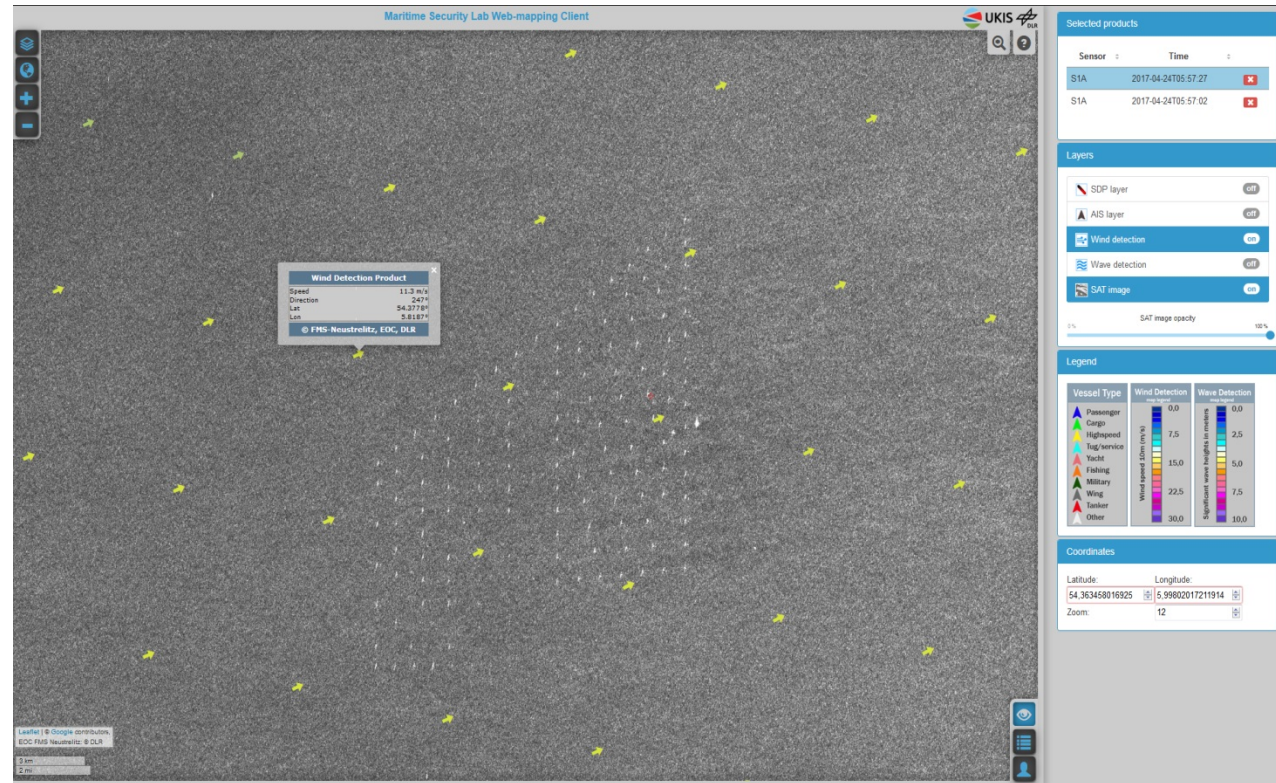 Maritime Security Lab Web-mapping Client
UKIS
DLR
Wind Detection Product
Speed 11.3 m/s
Direction 247°
Lat 54.3778°
Lon 5.8187°
© FMS-Neustrelitz, EOC, DLR
Leaflet | © Google contributors,
EOC FMS Neustrelitz: © DLR
3 km
2 mi
Selected products
Sensor Time
S1A 2017-04-24T05:57:27
S1A 2017-04-24T05:57:02
Layers
SDP layer off
AIS layer off
Wind detection on
Wave detection off
SAT image on
SAT image opacity
0 % 100 %
Legend
Vessel Type
Passenger
Cargo
Highspeed
Tug/service
Yacht
Fishing
Military
Wing
Tanker
Other
Wind Detection
map legend
Wind speed 10m (m/s)
0,0
7,5
15,0
22,5
30,0
Wave Detection
map legend
Significant wave heights in meters
0,0
2,5
5,0
7,5
10,0
Coordinates
Latitude: Longitude:
54,363458016925 5,99802017211914
Zoom: 12